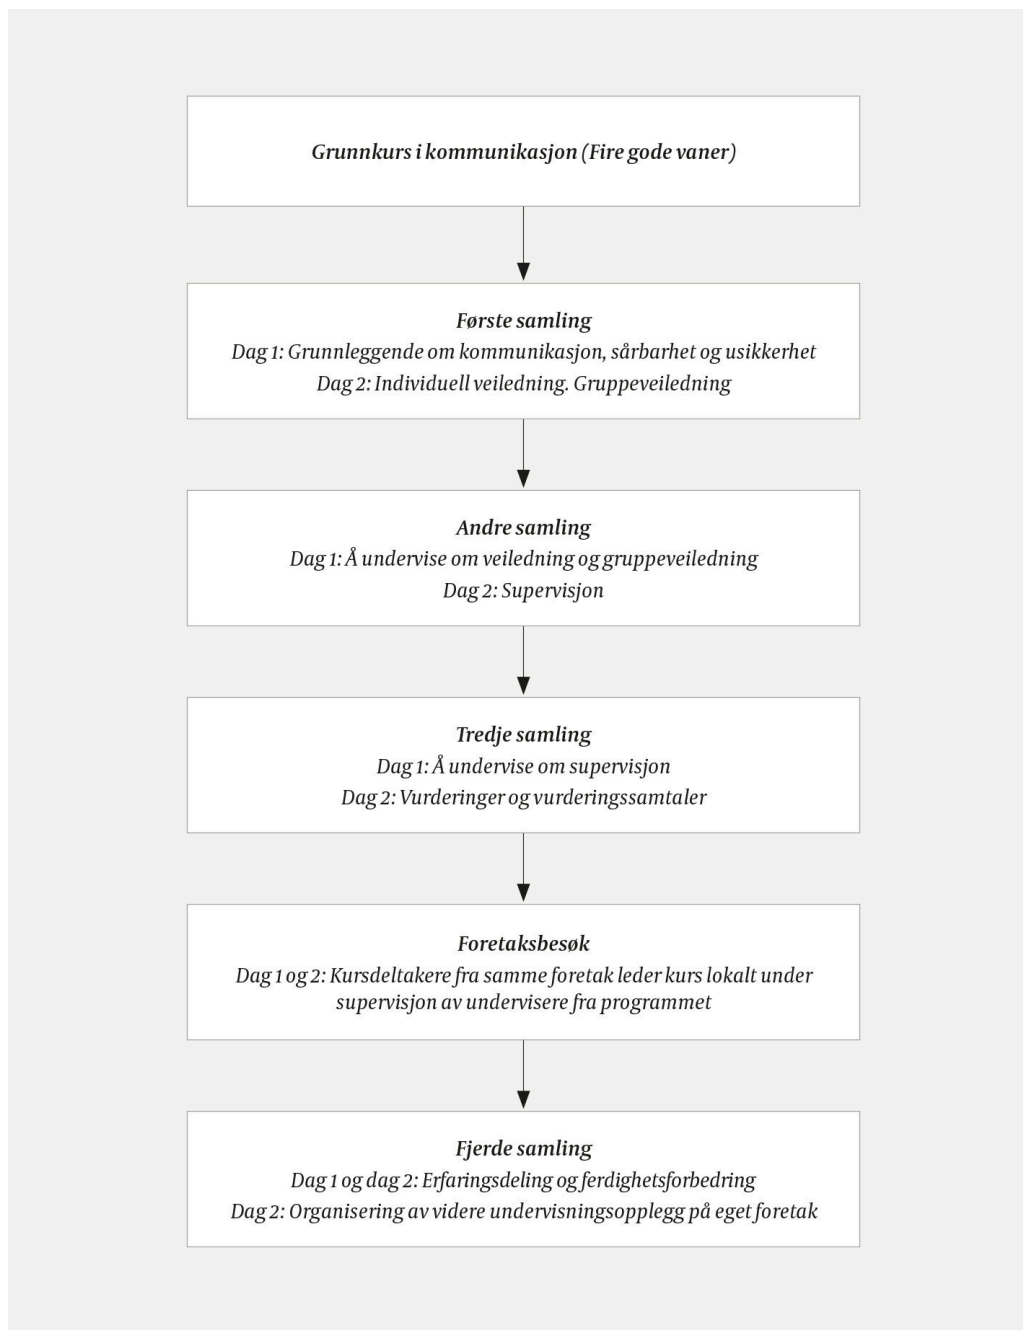 Grunnkurs i kommunikasjon (Fire gode vaner)
Første samling
Dag 1: Grunnleggende om kommunikasjon, sårbarhet og usikkerhet
Dag 2: Individuell veiledning. Gruppeveiledning
Andre samling
Dag 1: Å undervise om veiledning og gruppeveiledning
Dag 2: Supervisjon
Tredje samling
Dag 1: Å undervise om supervisjon
Dag 2: Vurderinger og vurderingssamtaler
Foretaksbesøk
Dag 1 og 2: Kursdeltakere fra samme foretak leder kurs lokalt under
supervisjon av undervisere fra programmet
Fjerde samling
Dag 1 og dag 2: Erfaringsdeling og ferdighetsforbedring
Dag 2: Organisering av videre undervisningsopplegg på eget foretak